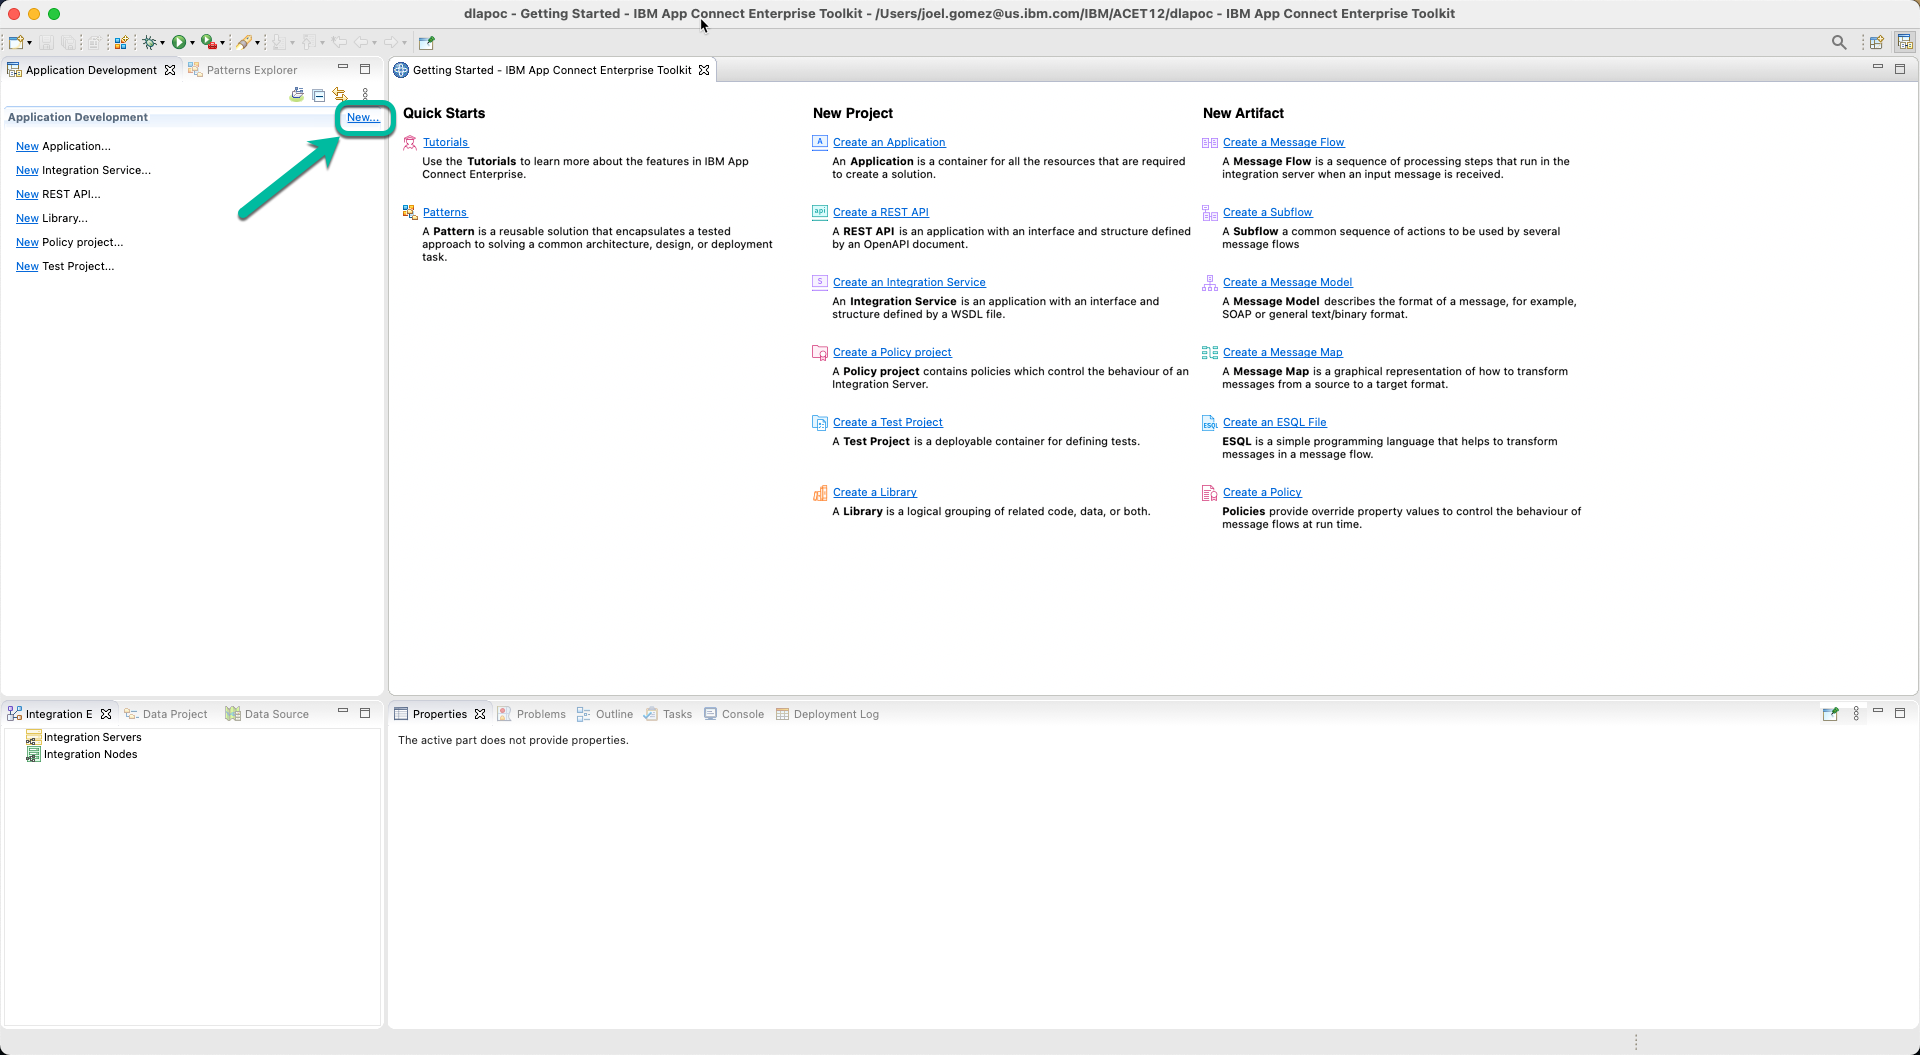 dlapoc - Getting Started - IBM App Connect Enterprise Toolkit - /Users/joel.gomez@us.ibm.com/IBM/ACET12/dlapoc - IBM App Connect Enterprise Toolkit
Application Development
Patterns Explorer
Application Development
New...
New Application...
New Integration Service...
New REST API...
New Library...
New Policy project...
New Test Project...
Getting Started - IBM App Connect Enterprise Toolkit
Quick Starts
Tutorials
Use the Tutorials to learn more about the features in IBM App
Connect Enterprise.
Patterns
A Pattern is a reusable solution that encapsulates a tested
approach to solving a common architecture, design, or deployment
task.
New Project
A
Create an Application
An Application is a container for all the resources that are required
to create a solution.
api
Create a REST API
A REST API is an application with an interface and structure defined
by an OpenAPI document.
S
Create an Integration Service
An Integration Service is an application with an interface and
structure defined by a WSDL file.
Create a Policy project
A Policy project contains policies which control the behaviour of an
Integration Server.
Create a Test Project
A Test Project is a deployable container for defining tests.
Create a Library
A Library is a logical grouping of related code, data, or both.
New Artifact
Create a Message Flow
A Message Flow is a sequence of processing steps that run in the
integration server when an input message is received.
Create a Subflow
A Subflow a common sequence of actions to be used by several
message flows
Create a Message Model
A Message Model describes the format of a message, for example,
SOAP or general text/binary format.
Create a Message Map
A Message Map is a graphical representation of how to transform
messages from a source to a target format.
ESQL
Create an ESQL File
ESQL is a simple programming language that helps to transform
messages in a message flow.
Create a Policy
Policies provide override property values to control the behaviour of
message flows at run time.
Integration E
Data Project
Data Source
Integration Servers
Integration Nodes
Properties
Problems
Outline
Tasks
Console
Deployment Log
The active part does not provide properties.